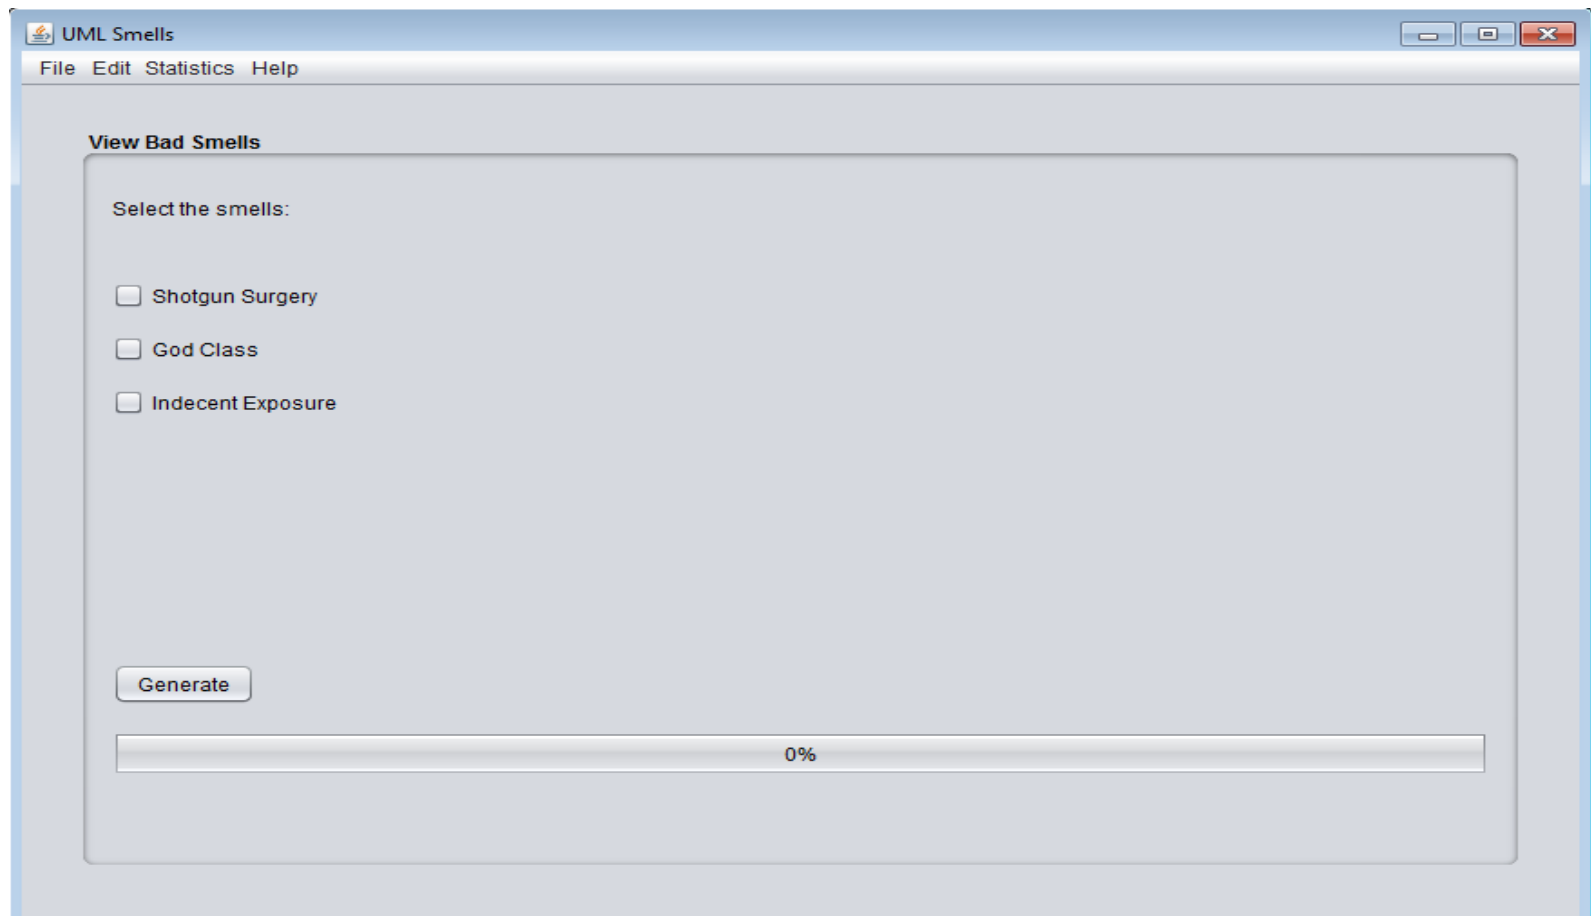 UML Smells
File Edit Statistics Help
View Bad Smells
Select the smells:
Shotgun Surgery
God Class
Indecent Exposure
Generate
0%